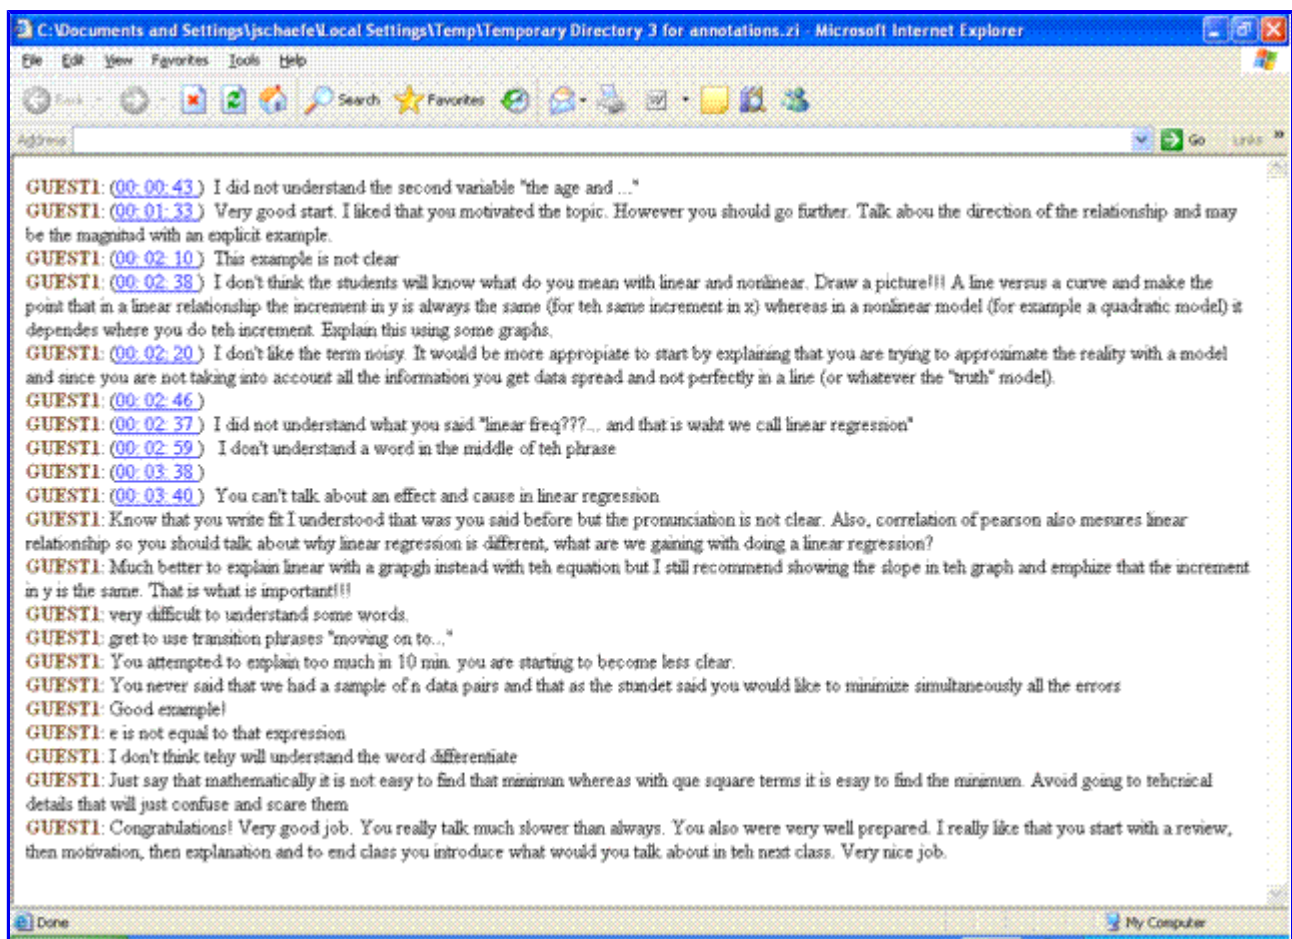 C:\Documents and Settings\jschaefe\Local Settings\Temp\Temporary Directory 3 for annotations.zi - Microsoft Internet Explorer
File Edit View Favorites Tools Help
Back Search Favorites
Address Go Links »
GUEST1: (00: 00: 43 ) I did not understand the second variable "the age and ..."
GUEST1: (00: 01: 33 ) Very good start. I liked that you motivated the topic. However you should go further. Talk abou the direction of the relationship and may
be the magnitud with an explicit example.
GUEST1: (00: 02: 10 ) This example is not clear
GUEST1: (00: 02: 38 ) I don't think the students will know what do you mean with linear and nonlinear. Draw a picture!!! A line versus a curve and make the
point that in a linear relationship the increment in y is always the same (for teh same increment in x) whereas in a nonlinear model (for example a quadratic model) it
dependes where you do teh increment. Explain this using some graphs.
GUEST1: (00: 02: 20 ) I don't like the term noisy. It would be more appropiate to start by explaining that you are trying to approximate the reality with a model
and since you are not taking into account all the information you get data spread and not perfectly in a line (or whatever the "truth" model).
GUEST1: (00: 02: 46 )
GUEST1: (00: 02: 37 ) I did not understand what you said "linear freq???... and that is waht we call linear regression"
GUEST1: (00: 02: 59 ) I don't understand a word in the middle of teh phrase
GUEST1: (00: 03: 38 )
GUEST1: (00: 03: 40 ) You can't talk about an effect and cause in linear regression
GUEST1: Know that you write fit I understood that was you said before but the pronunciation is not clear. Also, correlation of pearson also mesures linear
relationship so you should talk about why linear regression is different, what are we gaining with doing a linear regression?
GUEST1: Much better to explain linear with a grapgh instead with teh equation but I still recommend showing the slope in teh graph and emphize that the increment
in y is the same. That is what is important!!!
GUEST1: very difficult to understand some words.
GUEST1: gret to use transition phrases "moving on to..."
GUEST1: You attempted to explain too much in 10 min. you are starting to become less clear.
GUEST1: You never said that we had a sample of n data pairs and that as the stundet said you would like to minimize simultaneously all the errors
GUEST1: Good example!
GUEST1: e is not equal to that expression
GUEST1: I don't think tehy will understand the word differentiate
GUEST1: Just say that mathematically it is not easy to find that minimun whereas with que square terms it is esay to find the minimum. Avoid going to tehcnical
details that will just confuse and scare them
GUEST1: Congratulations! Very good job. You really talk much slower than always. You also were very well prepared. I really like that you start with a review,
then motivation, then explanation and to end class you introduce what would you talk about in teh next class. Very nice job.
Done My Computer